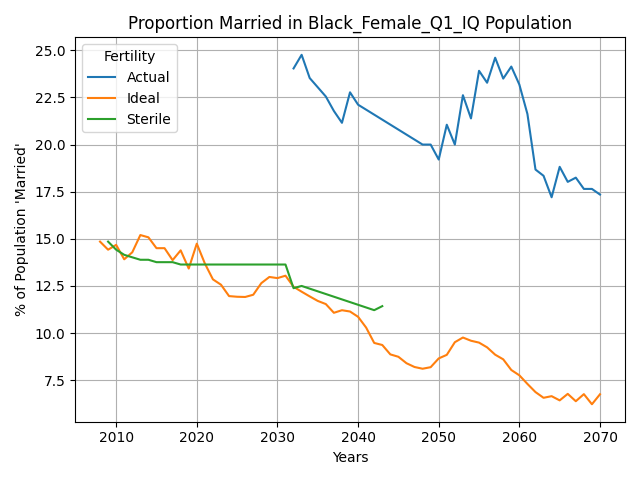 Proportion Married in Black_Female_Q1_IQ Population
% of Population 'Married'
25.0
22.5
20.0
17.5
15.0
12.5
10.0
7.5
Fertility
Actual
Ideal
Sterile
2010 2020 2030 2040 2050 2060 2070
Years